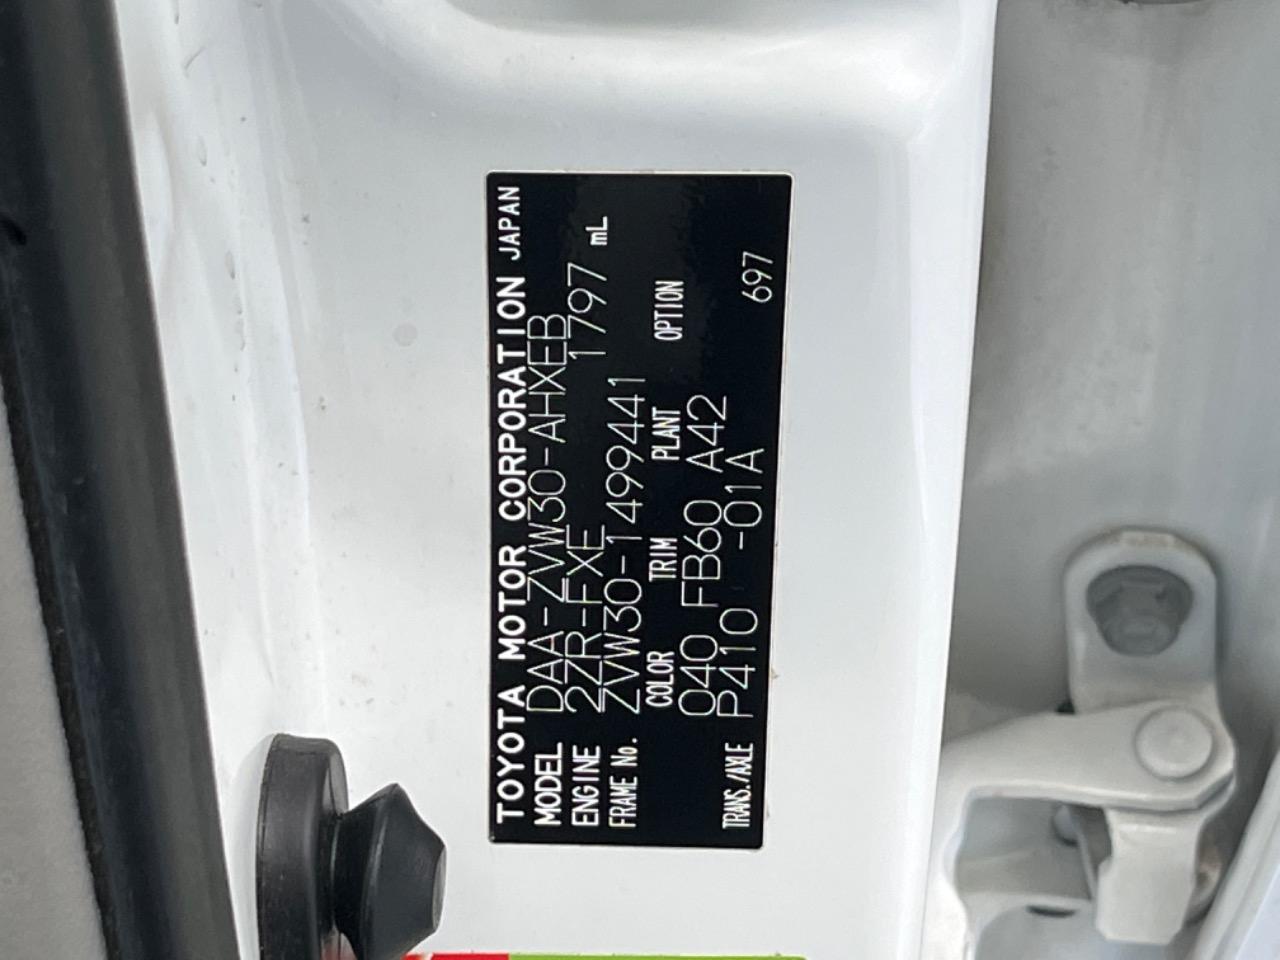 TOYOTA MOTOR CORPORATION JAPAN
MODEL DAA-ZVW30-AHXEB
ENGINE 2ZR-FXE 1797 mL
FRAME No. ZVW30-1499441
COLOR TRIM PLANT OPTION
040 FB60 A42
TRANS./AXLE P410 -01A 697